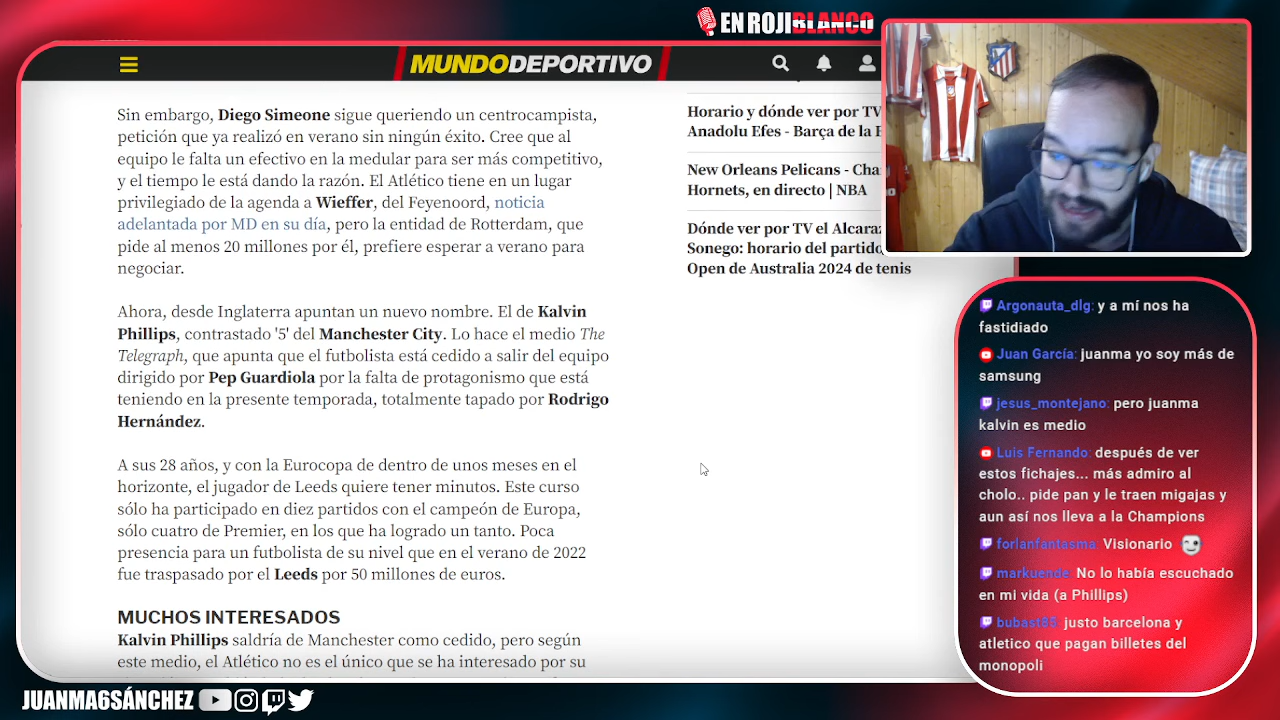 EN ROJIBLANCO
MUNDODEPORTIVO
Sin embargo, Diego Simeone sigue queriendo un centrocampista,
petición que ya realizó en verano sin ningún éxito. Cree que al
equipo le falta un efectivo en la medular para ser más competitivo,
y el tiempo le está dando la razón. El Atlético tiene en un lugar
privilegiado de la agenda a Wieffer, del Feyenoord, noticia
adelantada por MD en su día, pero la entidad de Rotterdam, que
pide al menos 20 millones por él, prefiere esperar a verano para
negociar.
Ahora, desde Inglaterra apuntan un nuevo nombre. El de Kalvin
Phillips, contrastado '5' del Manchester City. Lo hace el medio The
Telegraph, que apunta que el futbolista está cedido a salir del equipo
dirigido por Pep Guardiola por la falta de protagonismo que está
teniendo en la presente temporada, totalmente tapado por Rodrigo
Hernández.
A sus 28 años, y con la Eurocopa de dentro de unos meses en el
horizonte, el jugador de Leeds quiere tener minutos. Este curso
sólo ha participado en diez partidos con el campeón de Europa,
sólo cuatro de Premier, en los que ha logrado un tanto. Poca
presencia para un futbolista de su nivel que en el verano de 2022
fue traspasado por el Leeds por 50 millones de euros.
MUCHOS INTERESADOS
Kalvin Phillips saldría de Manchester como cedido, pero según
este medio, el Atlético no es el único que se ha interesado por su
Horario y dónde ver por TV
Anadolu Efes - Barça de la
New Orleans Pelicans - Cha
Hornets, en directo | NBA
Dónde ver por TV el Alcaraz
Sonego: horario del partido
Open de Australia 2024 de tenis
Argonauta_dlg: y a mí nos ha
fastidiado
Juan García: juanma yo soy más de
samsung
jesus_montejano: pero juanma
kalvin es medio
Luis Fernando: después de ver
estos fichajes... más admiro al
cholo.. pide pan y le traen migajas y
aun así nos lleva a la Champions
forlanfantasma: Visionario
markuende: No lo había escuchado
en mi vida (a Phillips)
bubast85: justo barcelona y
atletico que pagan billetes del
monopoli
JUANMA6SÁNCHEZ